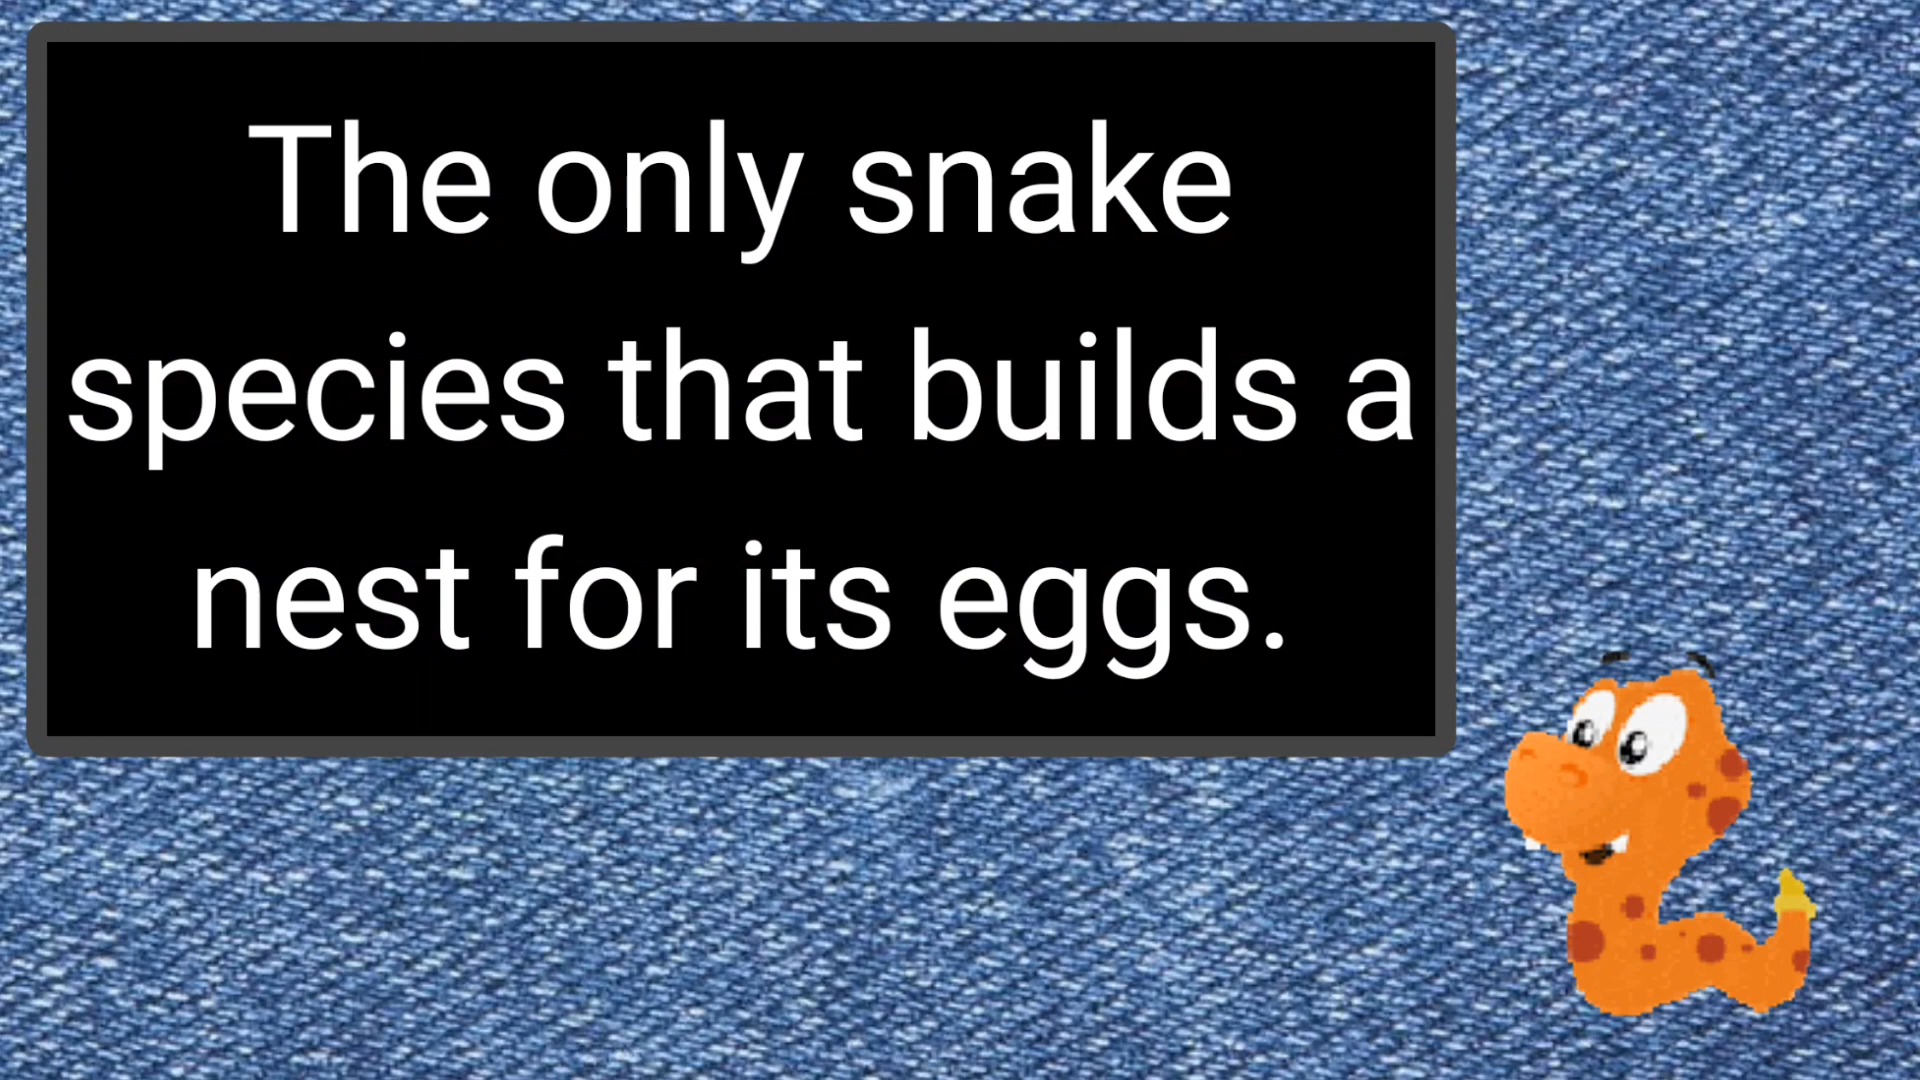 The only snake
species that builds a
nest for its eggs.